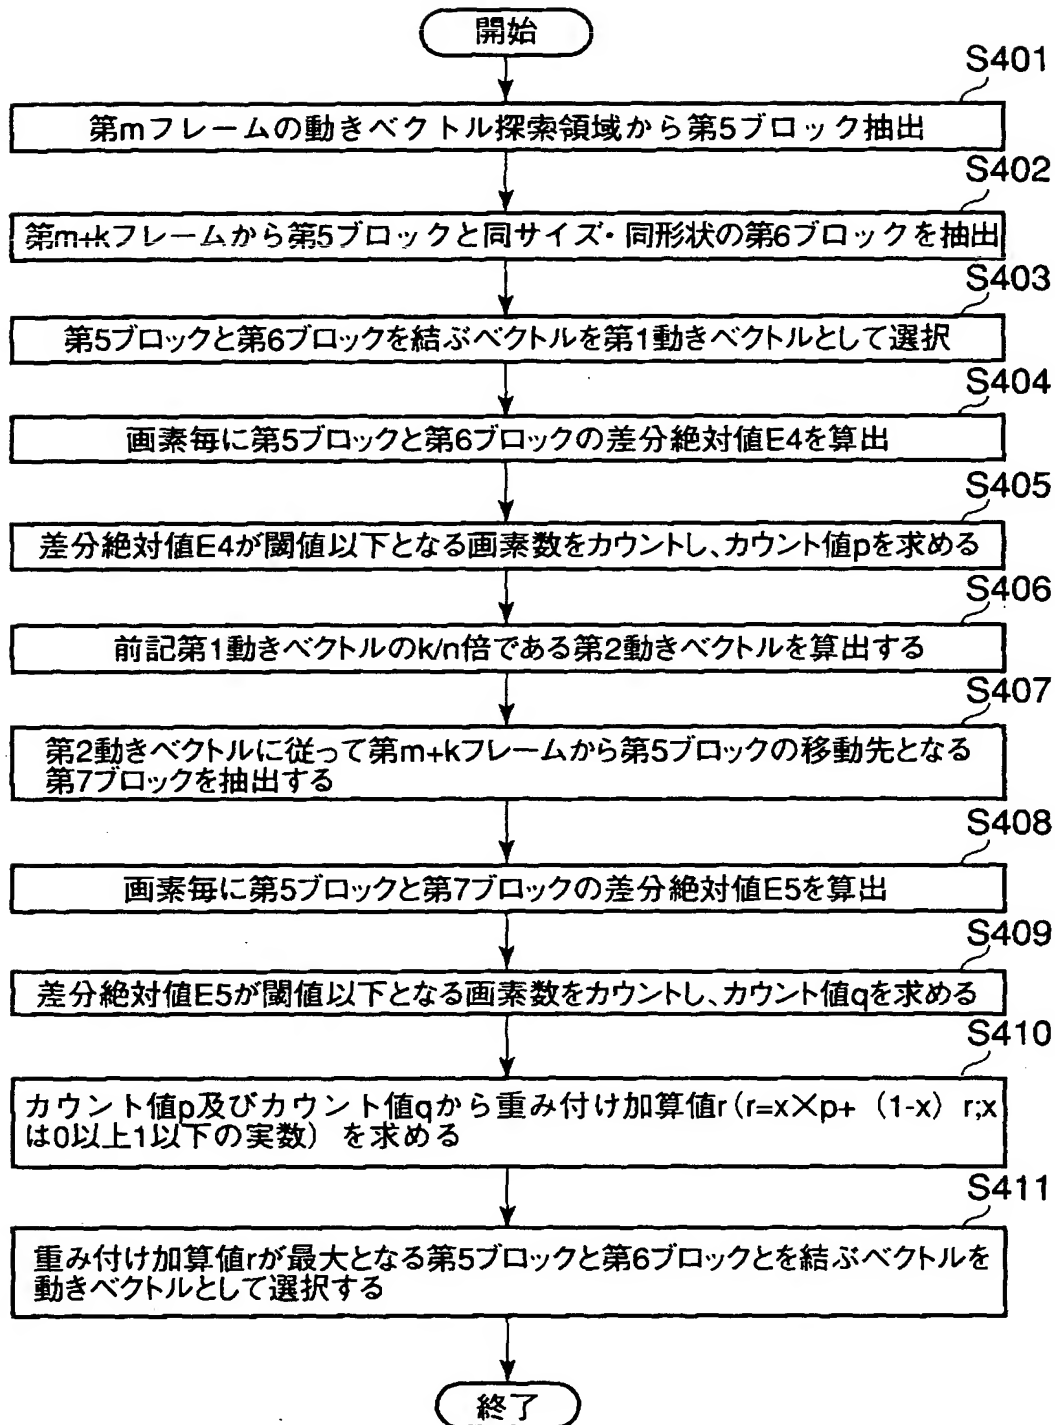 開始
S401
第mフレームの動きベクトル探索領域から第5ブロック抽出
S402
第m+kフレームから第5ブロックと同サイズ・同形状の第6ブロックを抽出
S403
第5ブロックと第6ブロックを結ぶベクトルを第1動きベクトルとして選択
S404
画素毎に第5ブロックと第6ブロックの差分絶対値E4を算出
S405
差分絶対値E4が閾値以下となる画素数をカウントし、カウント値pを求める
S406
前記第1動きベクトルのk/n倍である第2動きベクトルを算出する
S407
第2動きベクトルに従って第m+kフレームから第5ブロックの移動先となる
第7ブロックを抽出する
S408
画素毎に第5ブロックと第7ブロックの差分絶対値E5を算出
S409
差分絶対値E5が閾値以下となる画素数をカウントし、カウント値qを求める
S410
カウント値p及びカウント値qから重み付け加算値r(r=x×p+ (1-x) r;x
は0以上1以下の実数) を求める
S411
重み付け加算値rが最大となる第5ブロックと第6ブロックとを結ぶベクトルを
動きベクトルとして選択する
終了